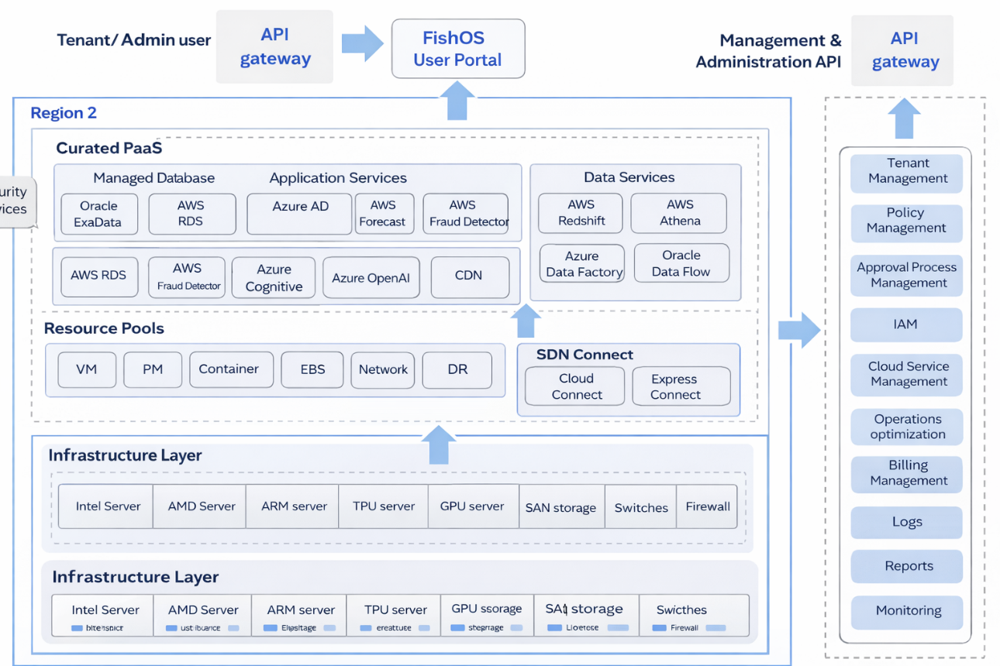 Tenant/ Admin user
API
gateway
FishOS
User Portal
Management &
Administration API
API
gateway
Region 2
Curated PaaS
urity
ices
Managed Database
Application Services
Data Services
Oracle
ExaData
AWS
RDS
Azure AD
AWS
Forecast
AWS
Fraud Detector
AWS
Redshift
AWS
Athena
AWS RDS
AWS
Fraud Detector
Azure
Cognitive
Azure OpenAI
CDN
Azure
Data Factory
Oracle
Data Flow
Resource Pools
VM
PM
Container
EBS
Network
DR
SDN Connect
Cloud
Connect
Express
Connect
Infrastructure Layer
Intel Server
AMD Server
ARM server
TPU server
GPU server
SAN storage
Switches
Firewall
Infrastructure Layer
Intel Server
AMD Server
ARM server
TPU server
GPU ssorage
storage
Swicthes
Firewall
Tenant
Management
Policy
Management
Approval Process
Management
IAM
Cloud Service
Management
Operations
optimization
Billing
Management
Logs
Reports
Monitoring